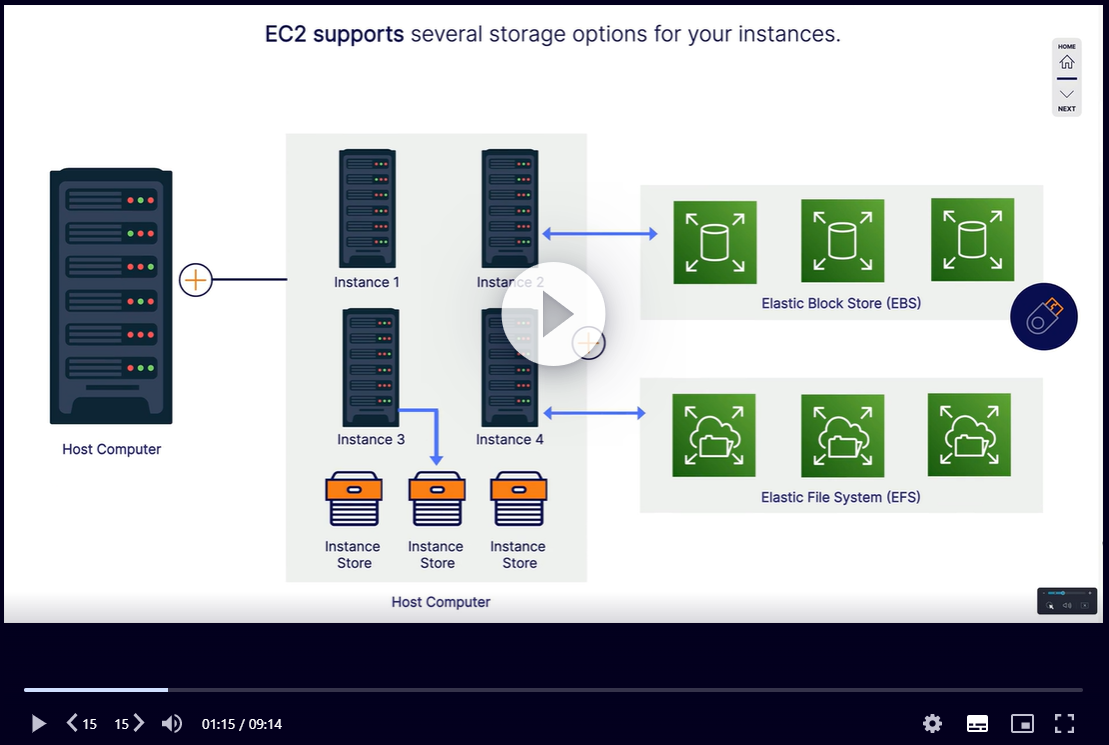 EC2 supports several storage options for your instances.
HOME
NEXT
Instance 1
Instance 2
Elastic Block Store (EBS)
Host Computer
Instance 3
Instance 4
Elastic File System (EFS)
Instance
Store
Instance
Store
Instance
Store
Host Computer
15
15
01:15 / 09:14